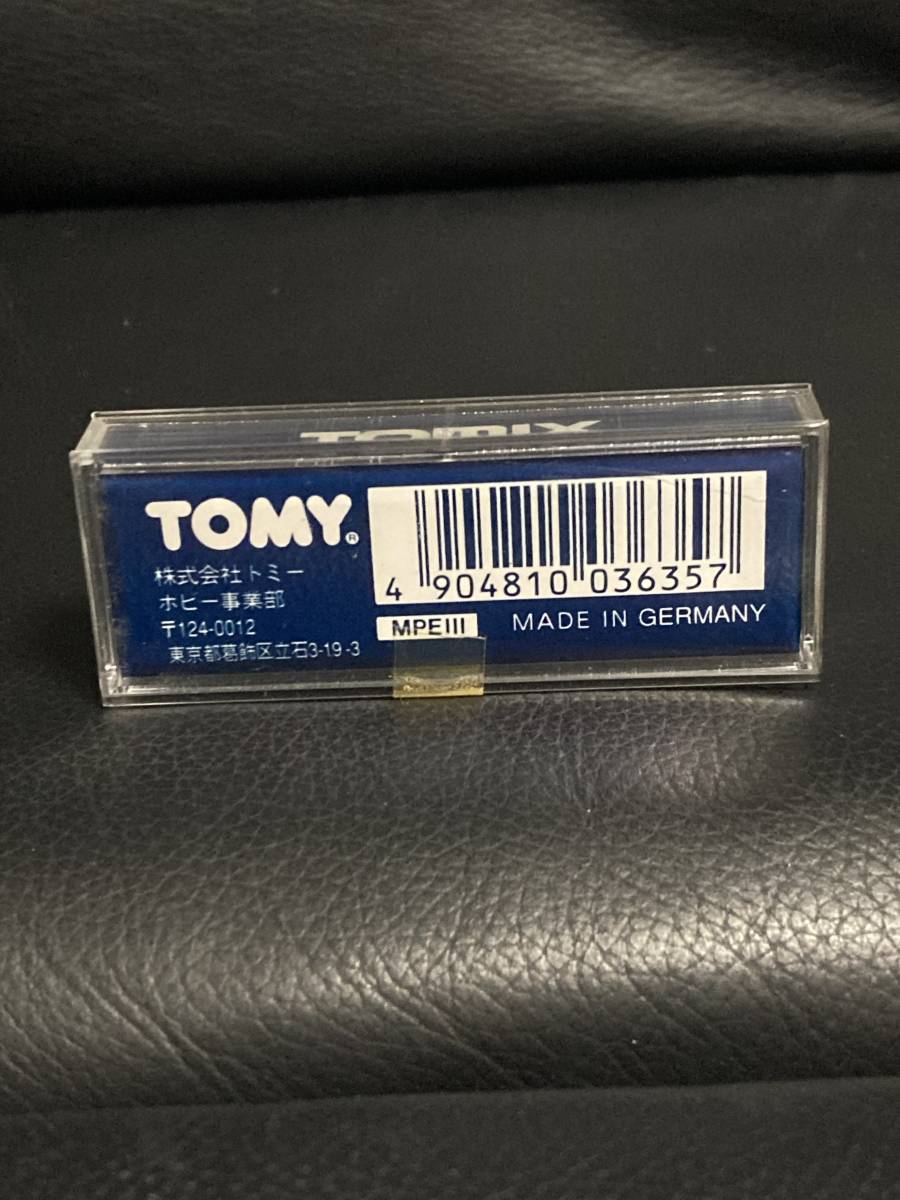 TOMIX
TOMY®
株式会社トミー
ホビー事業部
〒124-0012
東京都葛飾区立石3-19-3
4 904810 036357
MPEIII
MADE IN GERMANY